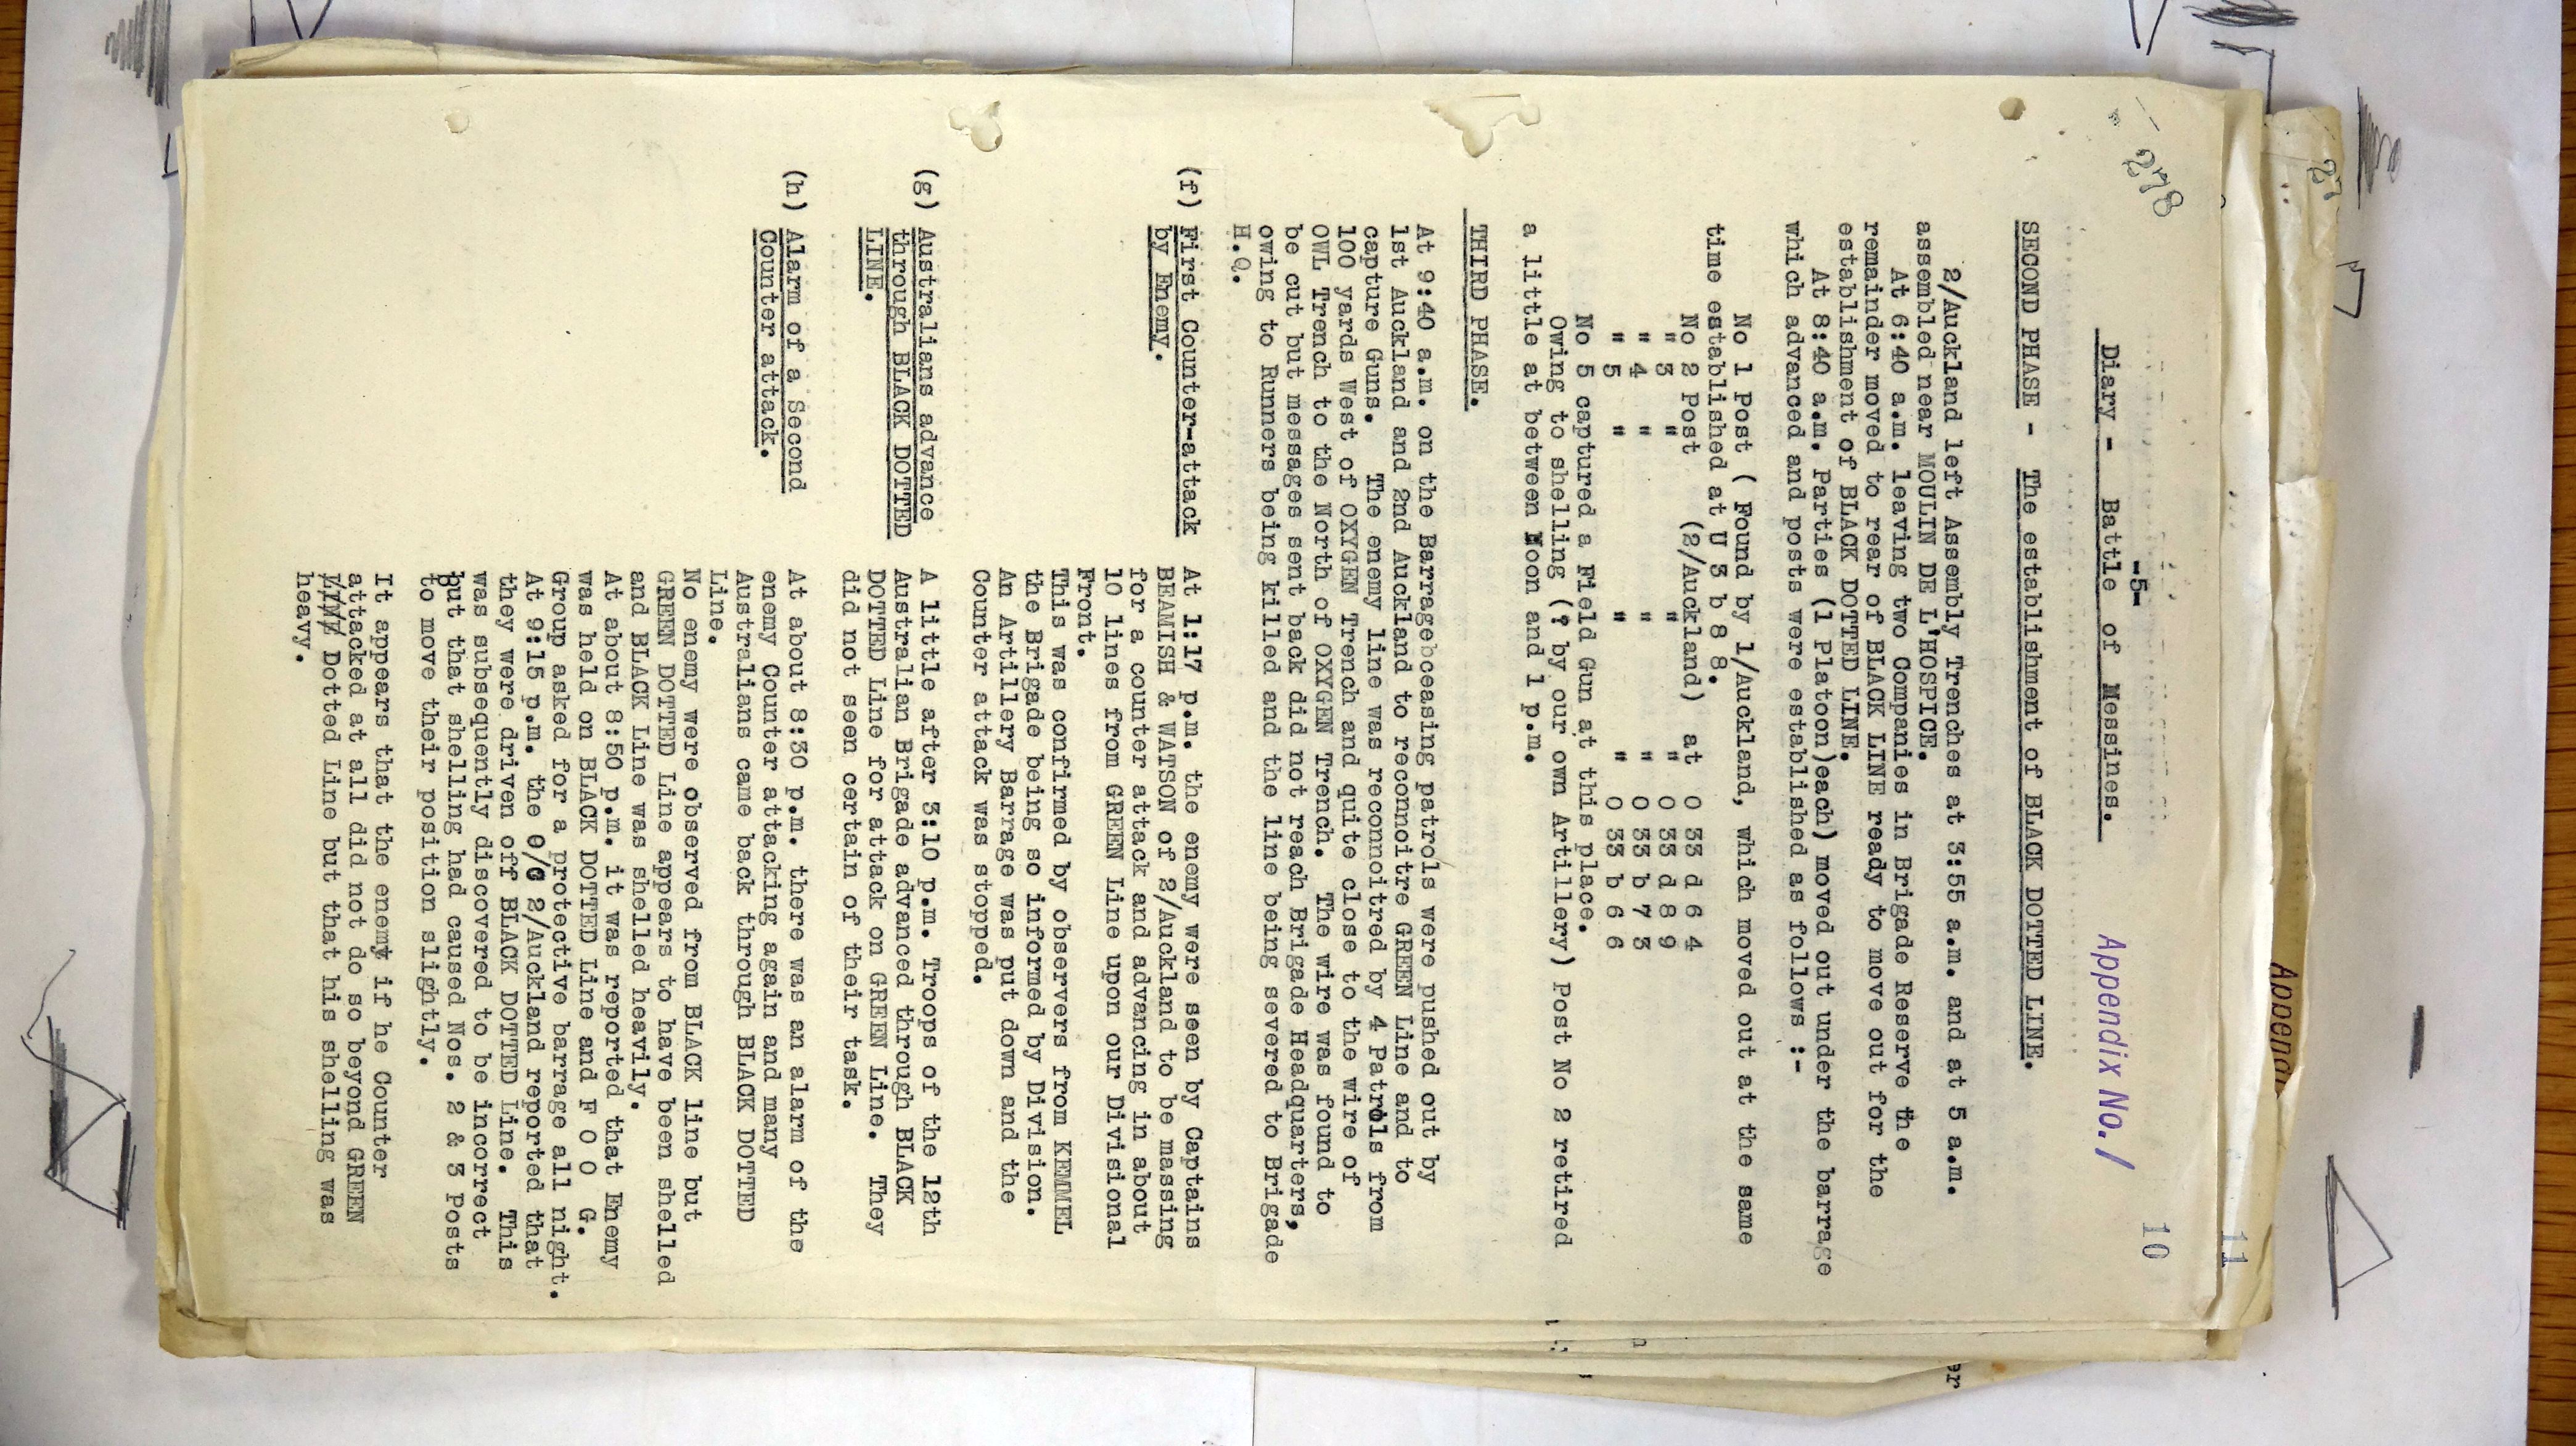 -5-
10
11
278
27
Diary - Battle of Messines.
Appendix No. 1
SECOND PHASE - The establishment of BLACK DOTTED LINE.
2/Auckland left Assembly Trenches at 3:55 a.m. and at 5 a.m.
assembled near MOULIN DE L'HOSPICE.
At 6:40 a.m. leaving two Companies in Brigade Reserve the
remainder moved to rear of BLACK LINE ready to move out for the
establishment of BLACK DOTTED LINE.
At 8:40 a.m. Parties (1 Platoon)each) moved out under the barrage
which advanced and posts were established as follows :-
No 1 Post ( Found by 1/Auckland, which moved out at the same
time established at U 3 b 8 8.
No 2 Post (2/Auckland) at O 33 d 6 4
" 3 " " " O 33 d 8 9
" 4 " " " O 33 b 7 3
" 5 " " " O 33 b 6 6
No 5 captured a Field Gun at this place.
Owing to shelling (? by our own Artillery) Post No 2 retired
a little at between Noon and 1 p.m.
THIRD PHASE.
At 9:40 a.m. on the Barragebceasing patrols were pushed out by
1st Auckland and 2nd Auckland to reconnoitre GREEN Line and to
capture Guns. The enemy line was reconnoitred by 4 Patrols from
100 yards West of OXYGEN Trench and quite close to the wire of
OWL Trench to the North of OXYGEN Trench. The wire was found to
be cut but messages sent back did not reach Brigade Headquarters,
owing to Runners being killed and the line being severed to Brigade
H.Q.
(f) First Counter-attack
by Enemy.
At 1:17 p.m. the enemy were seen by Captains
BEAMISH & WATSON of 2/Auckland to be massing
for a counter attack and advancing in about
10 lines from GREEN Line upon our Divisional
Front.
This was confirmed by observers from KEMMEL
the Brigade being so informed by Division.
An Artillery Barrage was put down and the
Counter attack was stopped.
(g) Australians advance
through BLACK DOTTED
LINE.
A little after 3:10 p.m. Troops of the 12th
Australian Brigade advanced through BLACK
DOTTED Line for attack on GREEN Line. They
did not seen certain of their task.
(h) Alarm of a Second
Counter attack.
At about 8:30 p.m. there was an alarm of the
enemy Counter attacking again and many
Australians came back through BLACK DOTTED
Line.
No enemy were observed from BLACK line but
GREEN DOTTED Line appears to have been shelled
and BLACK Line was shelled heavily.
At about 8:50 p.m. it was reported that Enemy
was held on BLACK DOTTED Line and F O O G.
Group asked for a protective barrage all night.
At 9:15 p.m. the O/C 2/Auckland reported that
they were driven off BLACK DOTTED Line. This
was subsequently discovered to be incorrect
but that shelling had caused Nos. 2 & 3 Posts
to move their position slightly.
It appears that the enemy if he Counter
attacked at all did not do so beyond GREEN
Dotted Line but that his shelling was
heavy.